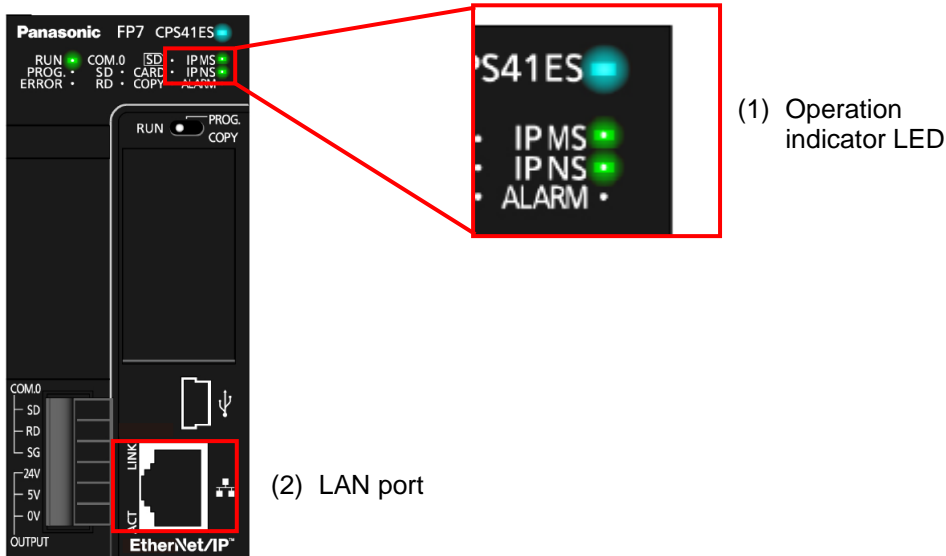 Panasonic FP7 CPS41ES
RUN COM.0 SD IP MS
PROG. SD CARD IP NS
ERROR RD COPY ALARM
RUN PROG.
COPY
PS41ES
IP MS
IP NS
ALARM
(1) Operation
indicator LED
COM.0
SD
RD
SG
24V
5V
0V
OUTPUT
LINK
ACT
EtherNet/IP™
(2) LAN port